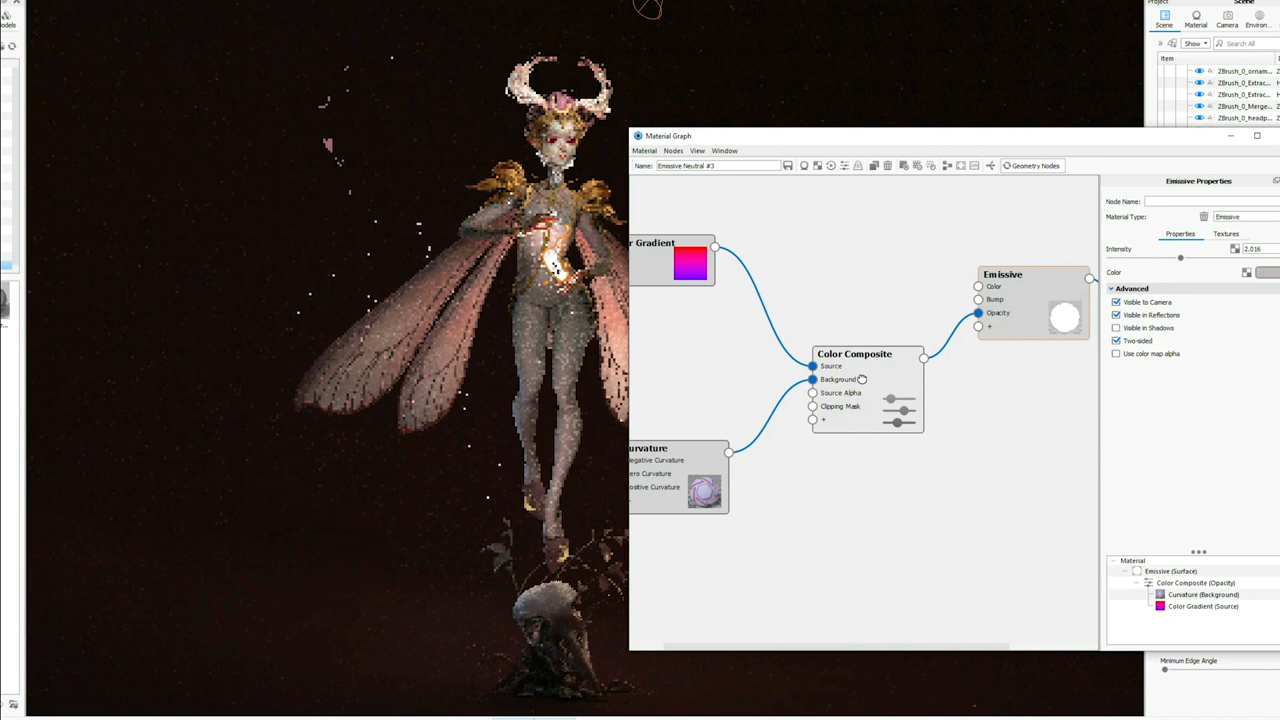 Project
Scene
odels
Scene
Material
Camera
Environ...
Show
Search All
Item
ZBrush_0_ornam...
ZBrush_0_Extrac...
ZBrush_0_Extrac...
ZBrush_0_Merge...
ZBrush_0_headp...
Material Graph
Material Nodes View Window
Name: Emissive Neutral #3
Geometry Nodes
r Gradient
Color Composite
Source
Background
Source Alpha
Clipping Mask
+
urvature
egative Curvature
ero Curvature
ositive Curvature
Emissive
Color
Bump
Opacity
+
Emissive Properties
Node Name:
Material Type: Emissive
Properties Textures
Intensity 2.016
Color
Advanced
Visible to Camera
Visible in Reflections
Visible in Shadows
Two-sided
Use color map alpha
Material
Emissive (Surface)
Color Composite (Opacity)
Curvature (Background)
Color Gradient (Source)
Minimum Edge Angle